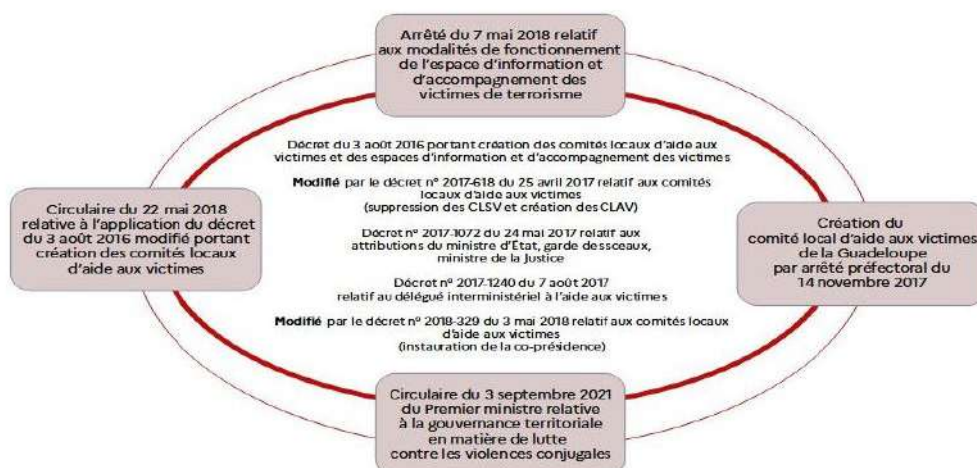 Arrêté du 7 mai 2018 relatif
aux modalités de fonctionnement
de l'espace d'information et
d'accompagnement des
victimes de terrorisme
Décret du 3 août 2016 portant création des comités locaux d'aide aux
victimes et des espaces d'information et d'accompagnement des victimes
Modifié par le décret n° 2017-618 du 25 avril 2017 relatif aux comités
locaux d'aide aux victimes
(suppression des CLSV et création des CLAV)
Décret n° 2017-1072 du 24 mai 2017 relatif aux
attributions du ministre d'État, garde des sceaux,
ministre de la Justice
Décret n° 2017-1240 du 7 août 2017
relatif au délégué interministériel à l'aide aux victimes
Modifié par le décret n° 2018-329 du 3 mai 2018 relatif aux comités locaux
d'aide aux victimes
(instauration de la co-présidence)
Circulaire du 22 mai 2018
relative à l'application du décret
du 3 août 2016 modifié portant
création des comités locaux
d'aide aux victimes
Création du
comité local d'aide aux victimes
de la Guadeloupe
par arrêté préfectoral du
14 novembre 2017
Circulaire du 3 septembre 2021
du Premier ministre relative
à la gouvernance territoriale
en matière de lutte
contre les violences conjugales